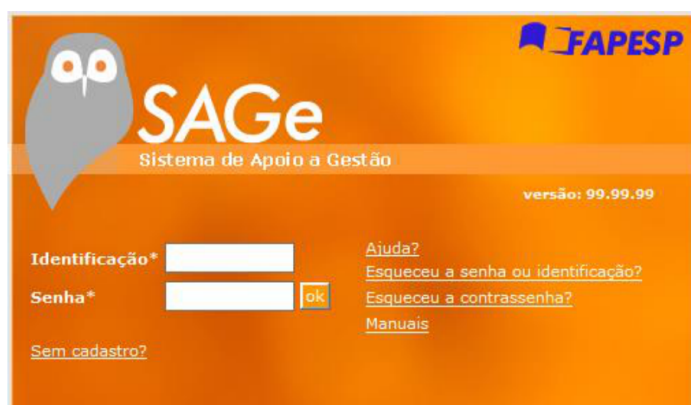 FAPESP
SAGe
Sistema de Apoio a Gestão
versão: 99.99.99
Identificação*
Senha*
ok
Sem cadastro?
Ajuda?
Esqueceu a senha ou identificação?
Esqueceu a contrassenha?
Manuais